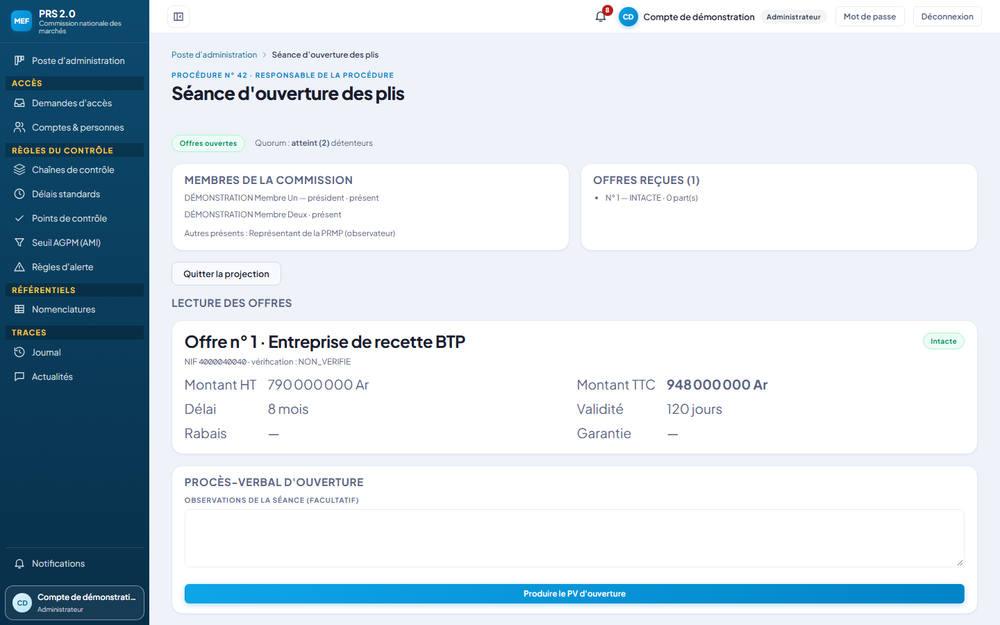 MEF
PRS 2.0
Commission nationale des
marchés
Poste d'administration
ACCÈS
Demandes d'accès
Comptes & personnes
RÈGLES DU CONTRÔLE
Chaînes de contrôle
Délais standards
Points de contrôle
Seuil AGPM (AMI)
Règles d'alerte
RÉFÉRENTIELS
Nomenclatures
TRACES
Journal
Actualités
Notifications
CD
Compte de démonstrati...
Administrateur
8
CD
Compte de démonstration
Administrateur
Mot de passe
Déconnexion
Poste d'administration > Séance d'ouverture des plis
PROCÉDURE N° 42 · RESPONSABLE DE LA PROCÉDURE
Séance d'ouverture des plis
Offres ouvertes
Quorum : atteint (2) détenteurs
MEMBRES DE LA COMMISSION
DÉMONSTRATION Membre Un — président · présent
DÉMONSTRATION Membre Deux · présent
Autres présents : Représentant de la PRMP (observateur)
OFFRES REÇUES (1)
• N° 1 — INTACTE · 0 part(s)
Quitter la projection
LECTURE DES OFFRES
Offre n° 1 · Entreprise de recette BTP
Intacte
NIF 4000040040 · vérification : NON_VERIFIE
Montant HT 790 000 000 Ar
Montant TTC 948 000 000 Ar
Délai 8 mois
Validité 120 jours
Rabais —
Garantie —
PROCÈS-VERBAL D'OUVERTURE
OBSERVATIONS DE LA SÉANCE (FACULTATIF)
Produire le PV d'ouverture